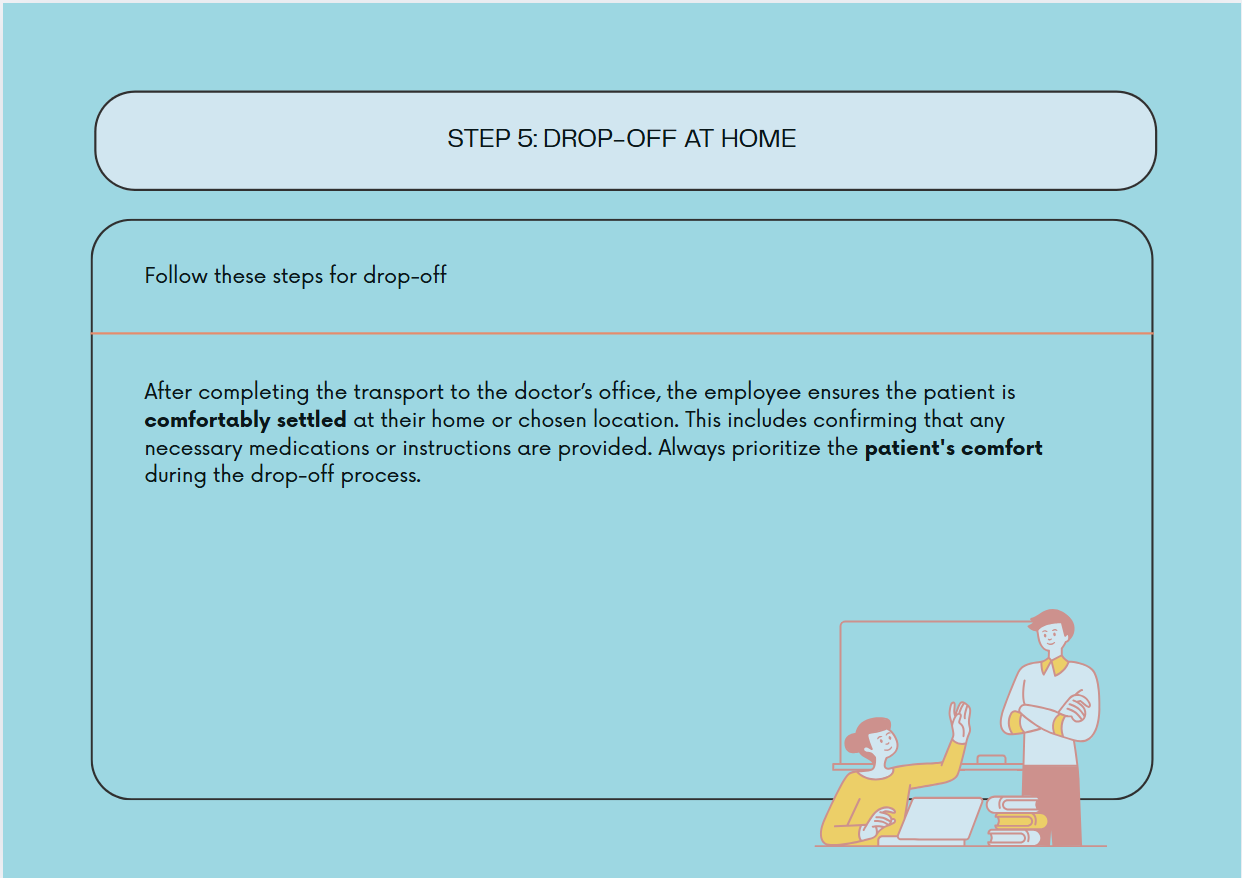 STEP 5: DROP-OFF AT HOME
Follow these steps for drop-off
After completing the transport to the doctor’s office, the employee ensures the patient is
comfortably settled at their home or chosen location. This includes confirming that any
necessary medications or instructions are provided. Always prioritize the patient's comfort
during the drop-off process.